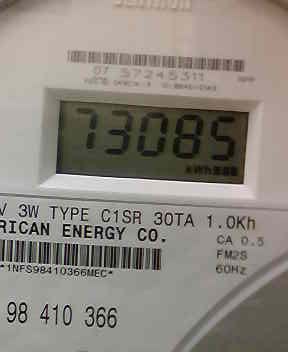 07 57245311
73085
kWh
V 3W TYPE C1SR 30TA 1.0Kh
RICAN ENERGY CO.
CA 0.5
FM2S
60Hz
*1NFS98410366MEC*
98 410 366